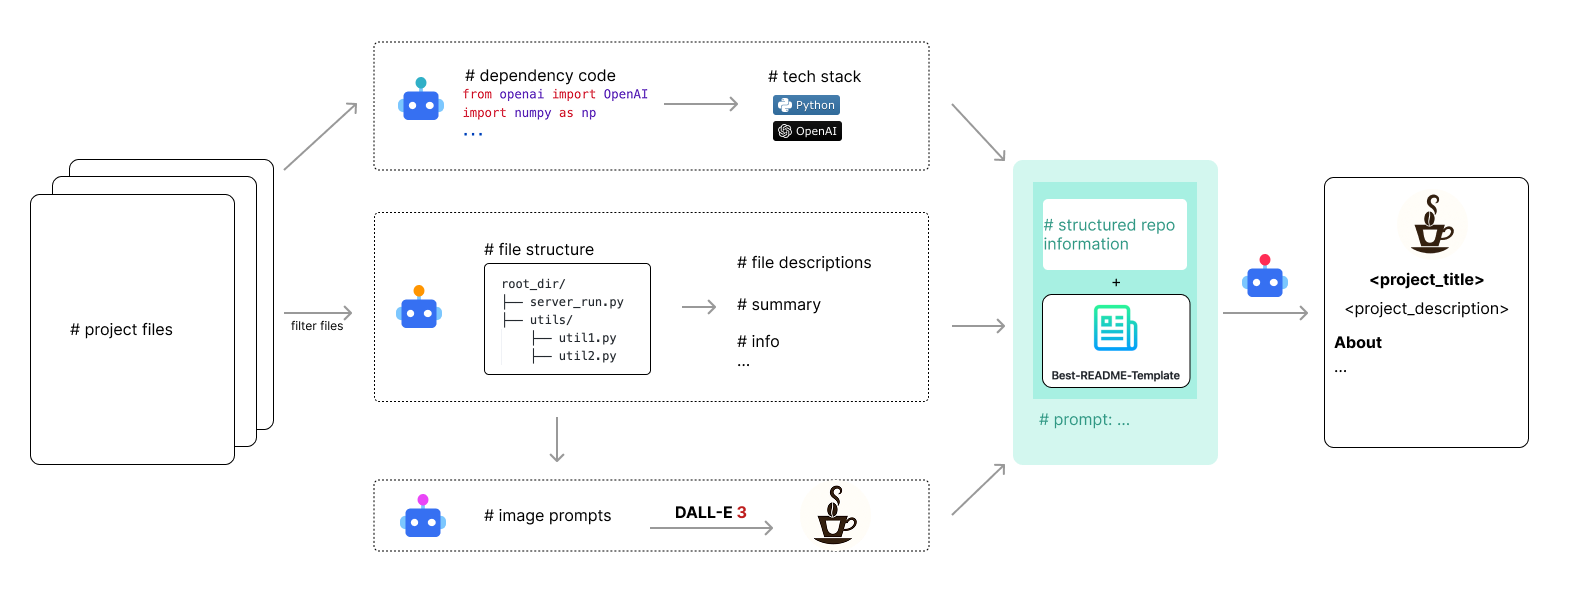 # project files
filter files
# dependency code
from openai import OpenAI
import numpy as np
...
# tech stack
Python
OpenAI
# file structure
root_dir/
├── server_run.py
├── utils/
├── util1.py
├── util2.py
# file descriptions
# summary
# info
...
# image prompts
DALL-E 3
# structured repo
information
+
Best-README-Template
# prompt: ...
<project_title>
<project_description>
About
...